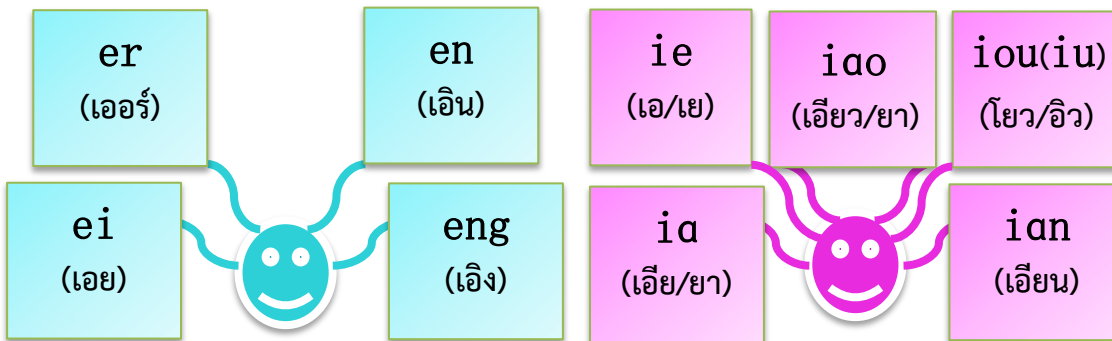 er
(เออร์)
en
(เอิน)
ei
(เอย)
eng
(เอิง)
ie
(เอ/เย)
iao
(เอียว/ยา)
iou(iu)
(โยว/อิว)
ia
(เอีย/ยา)
ian
(เอียน)